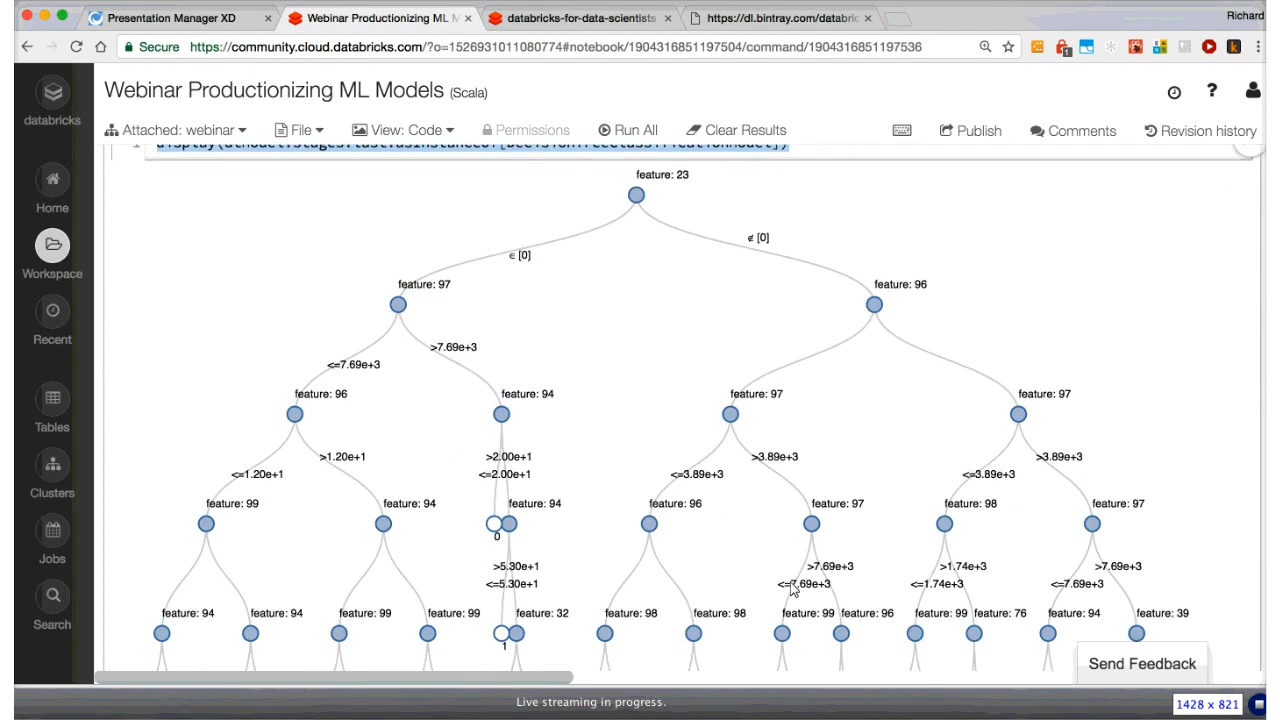 Presentation Manager XD × Webinar Productionizing ML M × databricks-for-data-scientists × https://dl.bintray.com/databric × Richard
Secure https://community.cloud.databricks.com/?o=1526931011080774#notebook/1904316851197504/command/1904316851197536
databricks
Home
Workspace
Recent
Tables
Clusters
Jobs
Search
Webinar Productionizing ML Models (Scala)
?
Attached: webinar File View: Code Permissions Run All Clear Results Publish Comments Revision history
feature: 23
∈ [0] ∉ [0]
feature: 97 feature: 96
<=7.69e+3 >7.69e+3
feature: 96 feature: 94 feature: 97 feature: 97
>1.20e+1 >2.00e+1 >3.89e+3 >3.89e+3
<=1.20e+1 <=2.00e+1 <=3.89e+3 <=3.89e+3
feature: 99 feature: 94 feature: 94 feature: 96 feature: 97 feature: 98 feature: 97
0
>5.30e+1 >7.69e+3 >1.74e+3 >7.69e+3
<=5.30e+1 <=7.69e+3 <=1.74e+3 <=7.69e+3
feature: 94 feature: 94 feature: 99 feature: 99 feature: 32 feature: 98 feature: 98 feature: 99 feature: 96 feature: 99 feature: 76 feature: 94 feature: 39
1
Send Feedback
Live streaming in progress.
1428 x 821